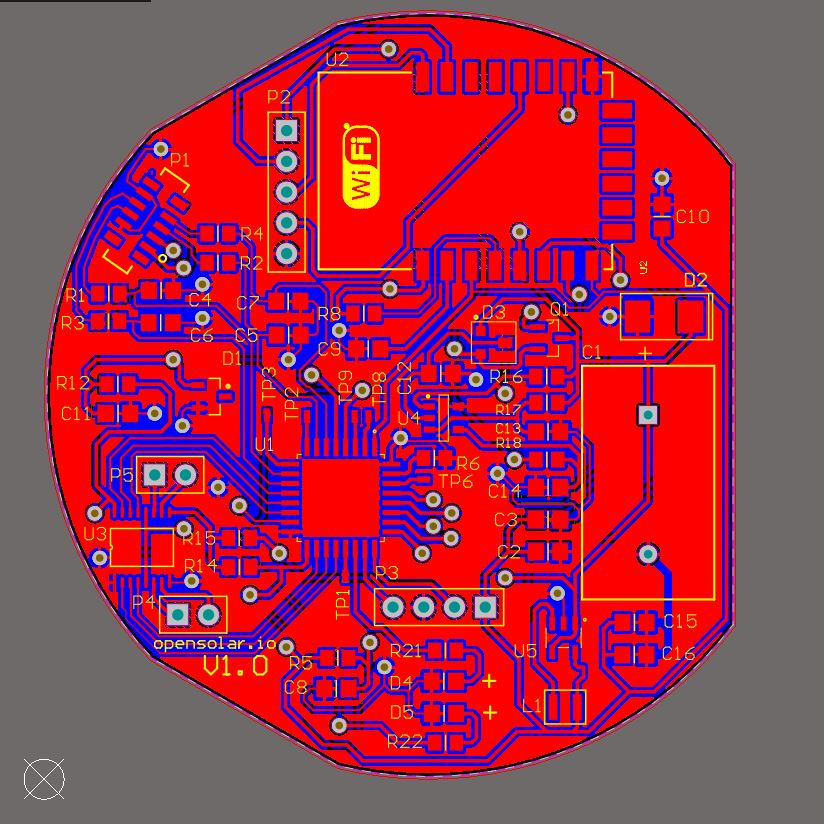 U2
P2
WiFi
P1
R4
C10
R2
U2
D2
R1
C4
C7
R3
C6
C5
R8
D3
Q1
C9
D1
C1
+
R12
TP3
TP2
TP9
TP8
C12
R16
C11
U4
R17
C13
U1
R18
P5
R6
TP6
C14
U3
R15
C3
R14
C2
P4
TP1
P3
opensolar.io
V1.0
R5
R21
U5
C15
C16
C8
D4
+
D5
+
L1
R22